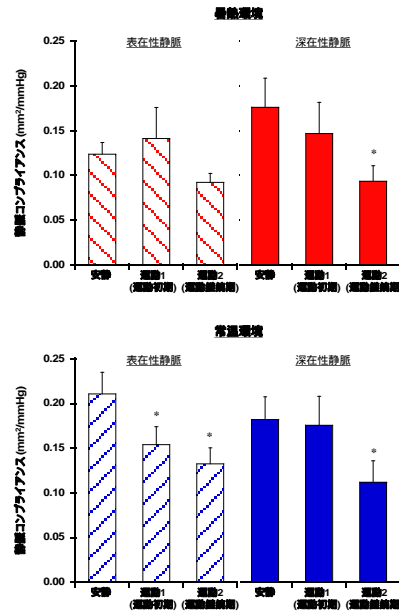 暑熱環境
表在性静脈 深在性静脈
静脈コンプライアンス (mm²/mmHg)
0.25
0.20
0.15
0.10
0.05
0.00
*
安静 運動1 運動2 安静 運動1 運動2
(運動初期) (運動継続期) (運動初期) (運動継続期)
常温環境
表在性静脈 深在性静脈
静脈コンプライアンス (mm²/mmHg)
0.25
0.20
0.15
0.10
0.05
0.00
* * *
安静 運動1 運動2 安静 運動1 運動2
(運動初期) (運動継続期) (運動初期) (運動継続期)